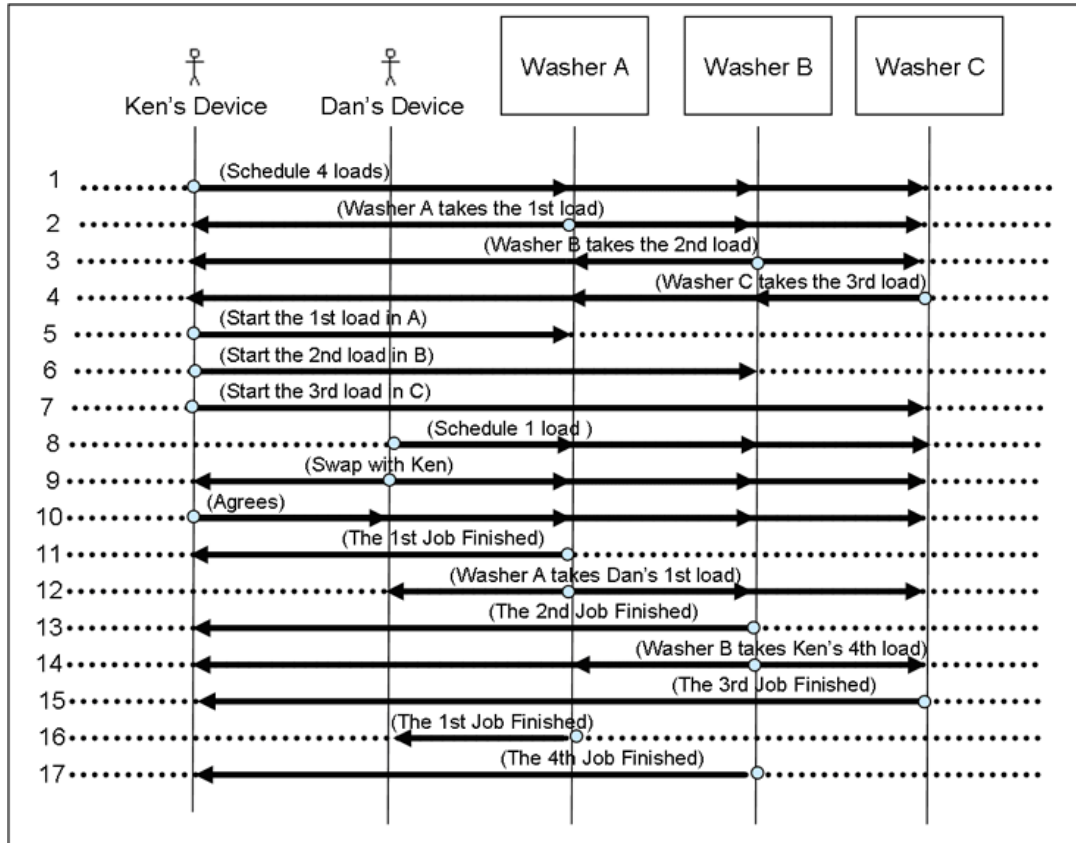 Ken's Device
Dan's Device
Washer A
Washer B
Washer C
1 (Schedule 4 loads)
2 (Washer A takes the 1st load)
3 (Washer B takes the 2nd load)
4 (Washer C takes the 3rd load)
5 (Start the 1st load in A)
6 (Start the 2nd load in B)
7 (Start the 3rd load in C)
8 (Schedule 1 load )
9 (Swap with Ken)
10 (Agrees)
11 (The 1st Job Finished)
12 (Washer A takes Dan's 1st load)
13 (The 2nd Job Finished)
14 (Washer B takes Ken's 4th load)
15 (The 3rd Job Finished)
16 (The 1st Job Finished)
17 (The 4th Job Finished)